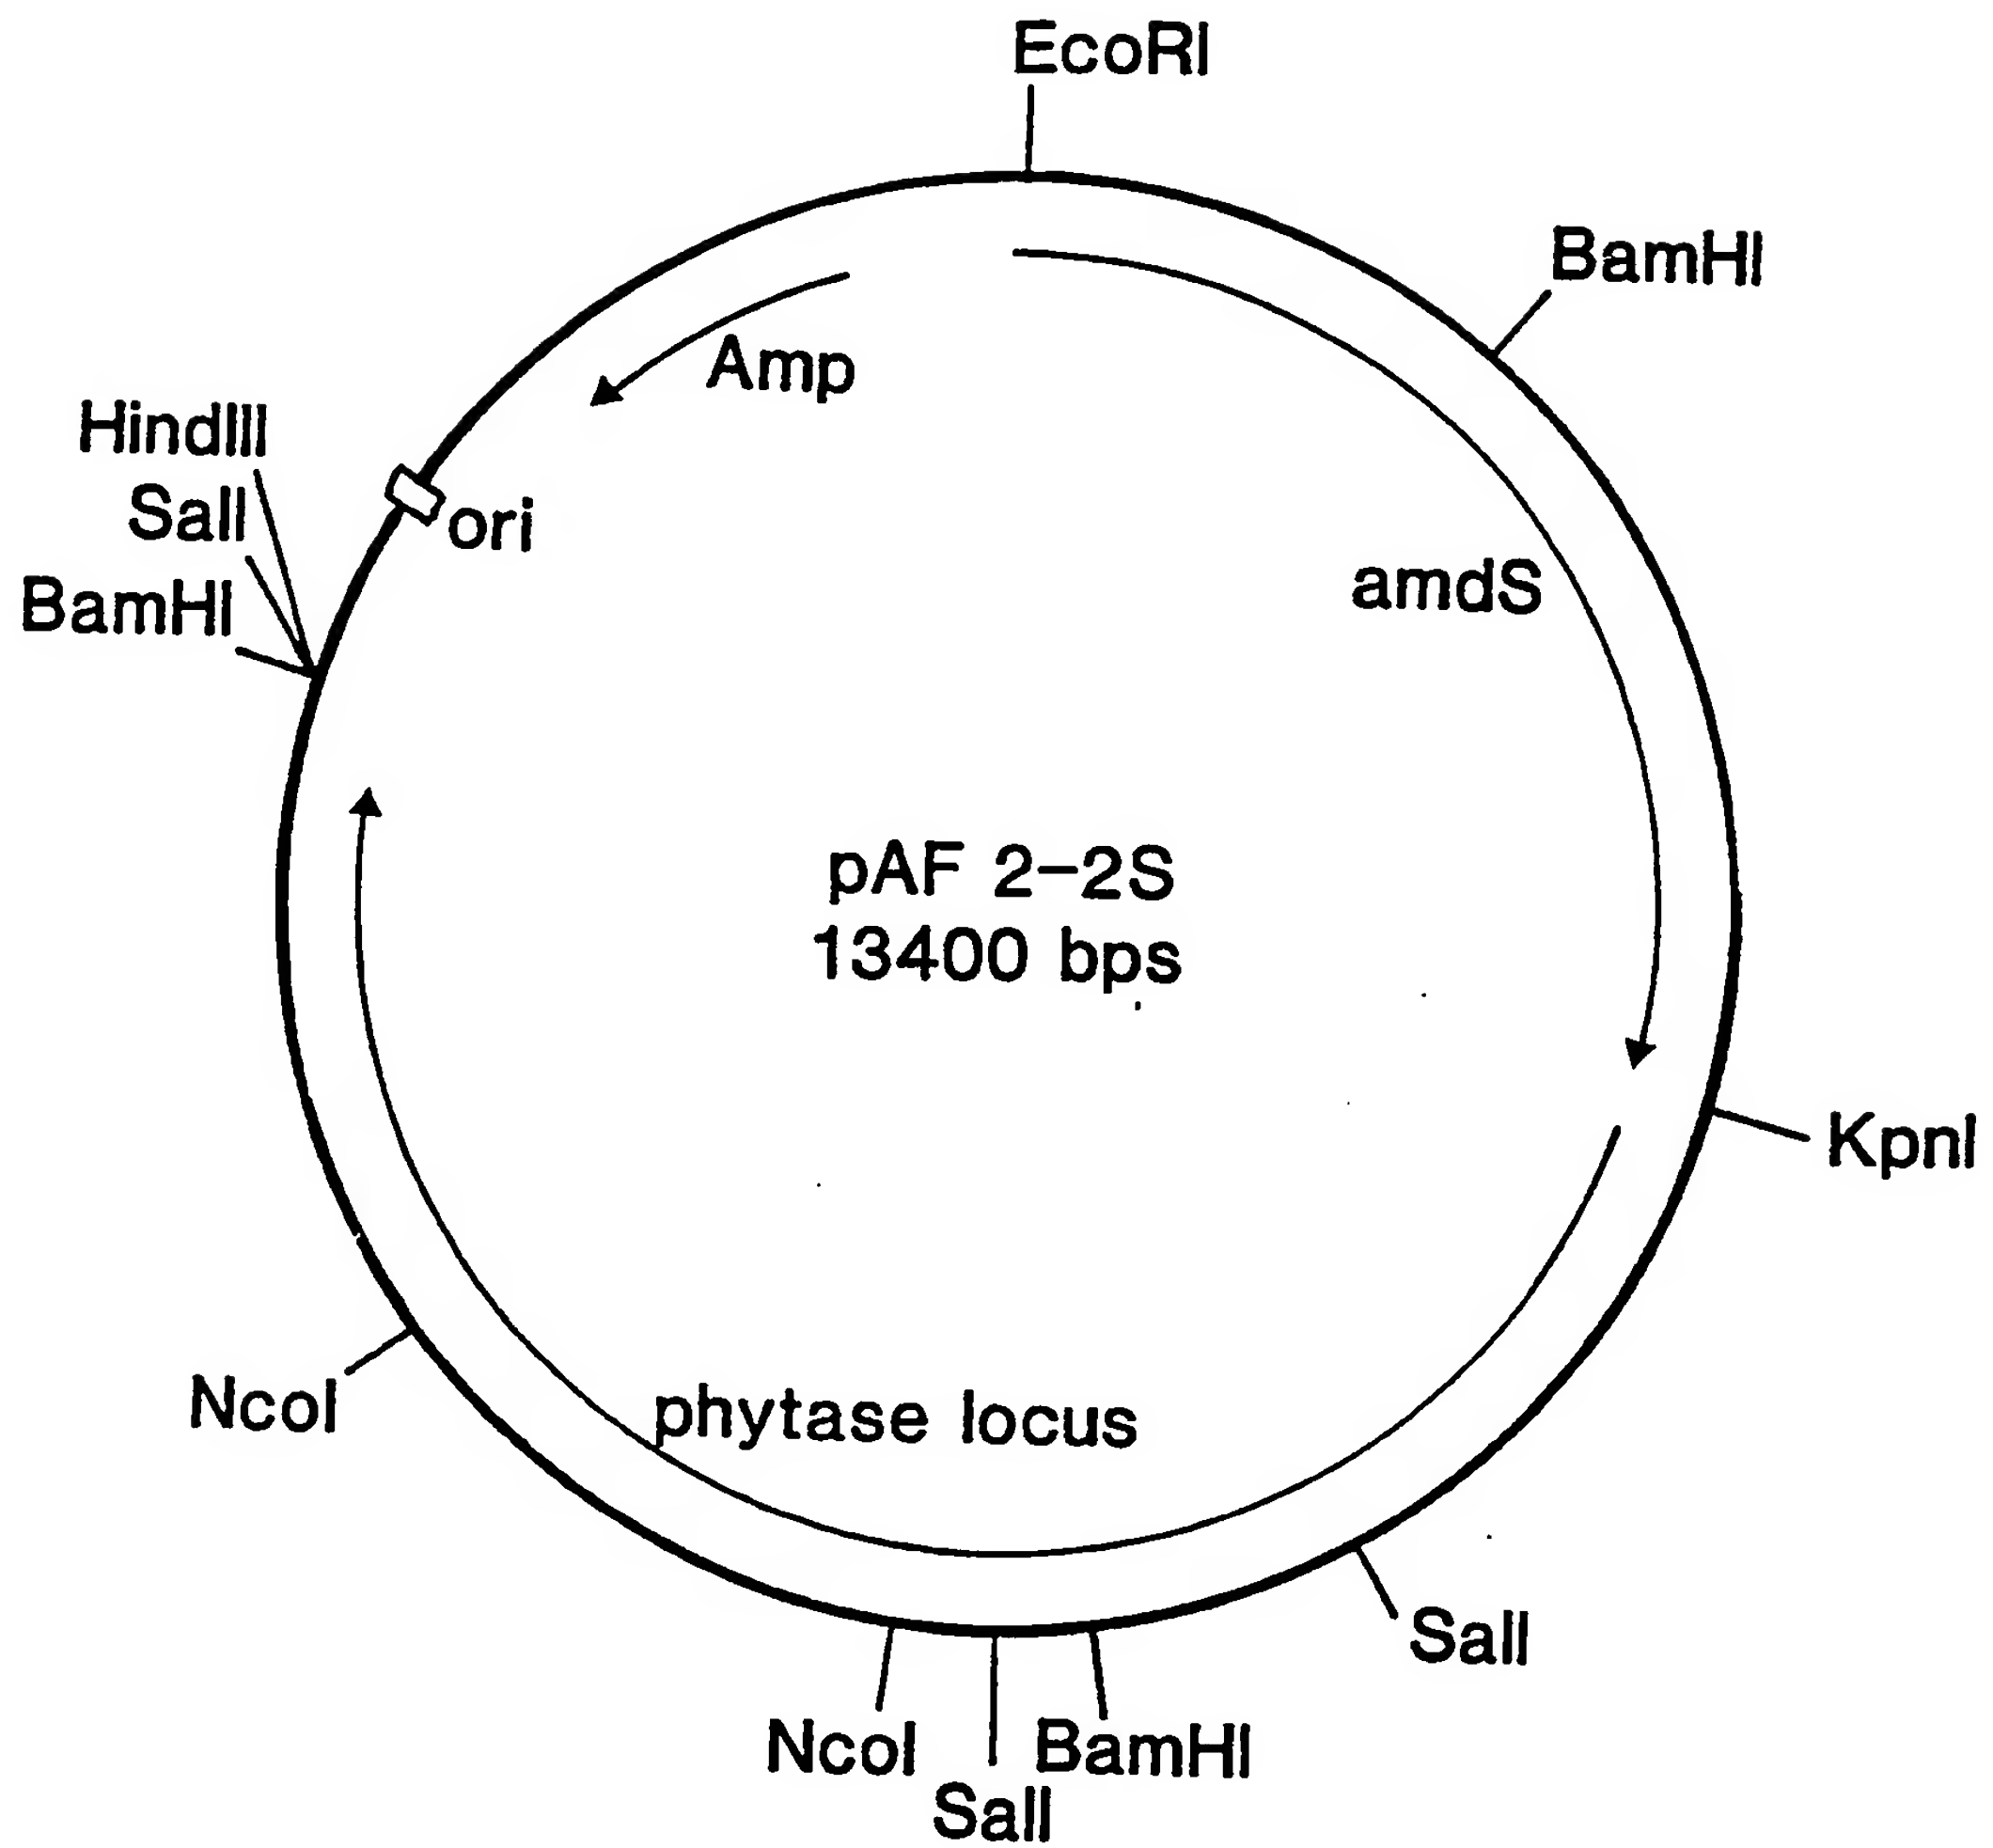 EcoRI
BamHI
Amp
HindIII
SalI
ori
BamHI
amdS
pAF 2-2S
13400 bps
KpnI
NcoI
phytase locus
SalI
NcoI
BamHI
SalI